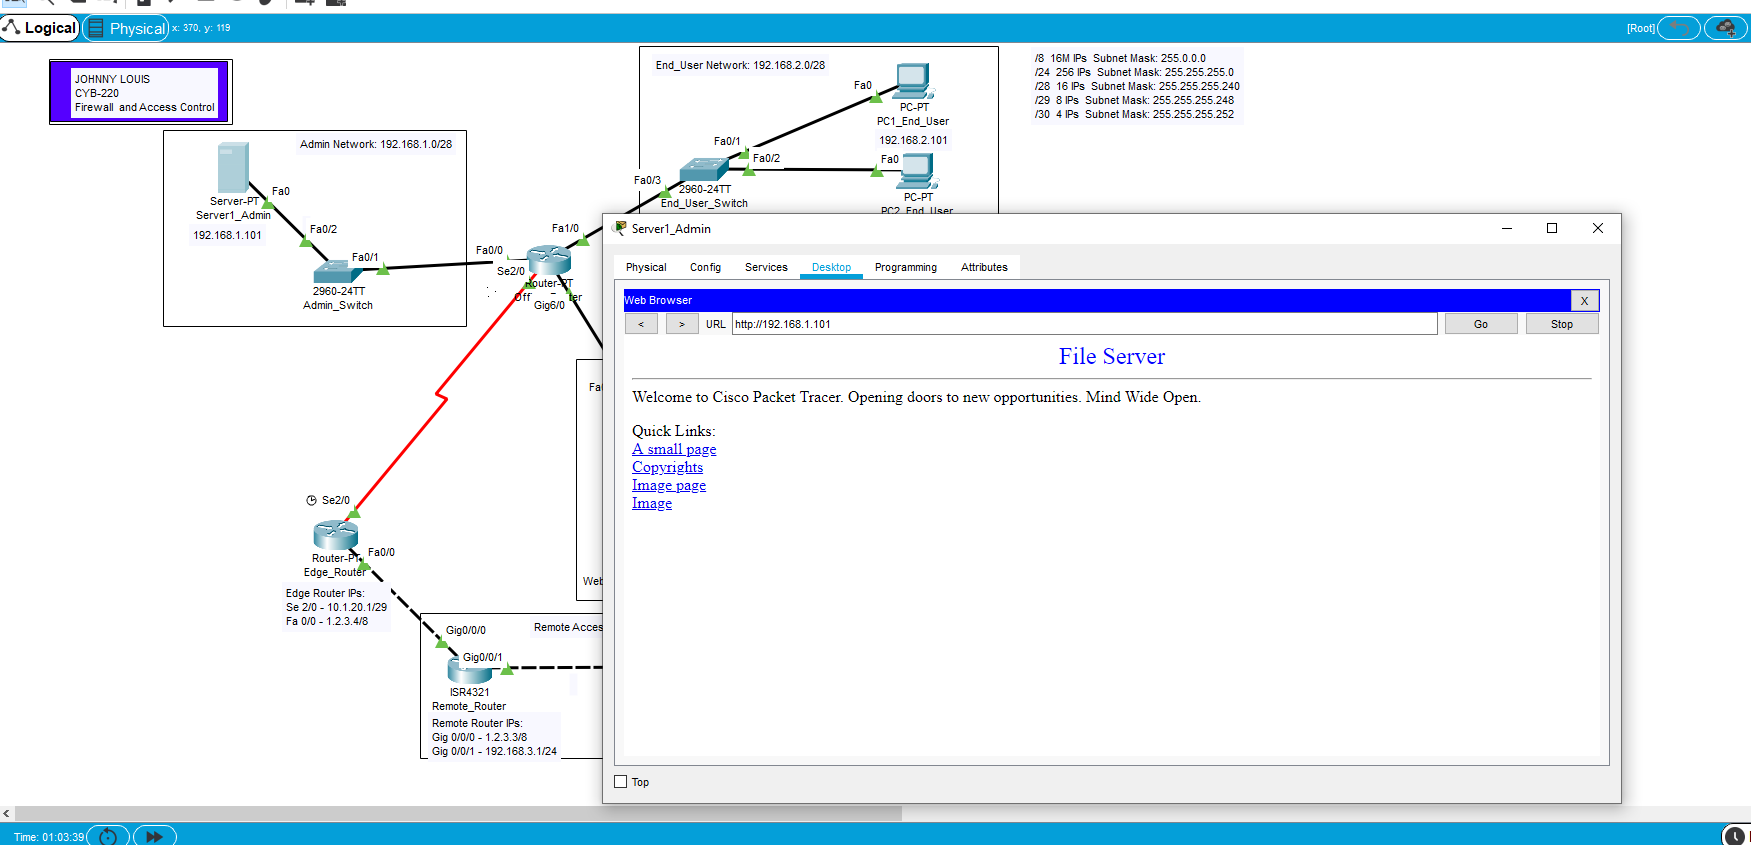 Logical
Physical
x: 370, y: 119
[Root]
JOHNNY LOUIS
CYB-220
Firewall and Access Control
Admin Network: 192.168.1.0/28
Server-PT
Server1_Admin
192.168.1.101
Fa0
Fa0/2
Fa0/1
2960-24TT
Admin_Switch
End_User Network: 192.168.2.0/28
Fa0
PC-PT
PC1_End_User
192.168.2.101
Fa0/1
Fa0/2
Fa0
Fa0/3
2960-24TT
End_User_Switch
PC-PT
PC2_End_User
/8 16M IPs Subnet Mask: 255.0.0.0
/24 256 IPs Subnet Mask: 255.255.255.0
/28 16 IPs Subnet Mask: 255.255.255.240
/29 8 IPs Subnet Mask: 255.255.255.248
/30 4 IPs Subnet Mask: 255.255.255.252
Fa1/0
Fa0/0
Se2/0
Router-PT
Off
ter
Gig6/0
Fa
Web
Se2/0
Router-PT
Edge_Router
Fa0/0
Edge Router IPs:
Se 2/0 - 10.1.20.1/29
Fa 0/0 - 1.2.3.4/8
Remote Acces
Gig0/0/0
Gig0/0/1
ISR4321
Remote_Router
Remote Router IPs:
Gig 0/0/0 - 1.2.3.3/8
Gig 0/0/1 - 192.168.3.1/24
Server1_Admin
Physical
Config
Services
Desktop
Programming
Attributes
Web Browser
X
<
>
URL
http://192.168.1.101
Go
Stop
File Server
Welcome to Cisco Packet Tracer. Opening doors to new opportunities. Mind Wide Open.
Quick Links:
A small page
Copyrights
Image page
Image
Top
Time: 01:03:39